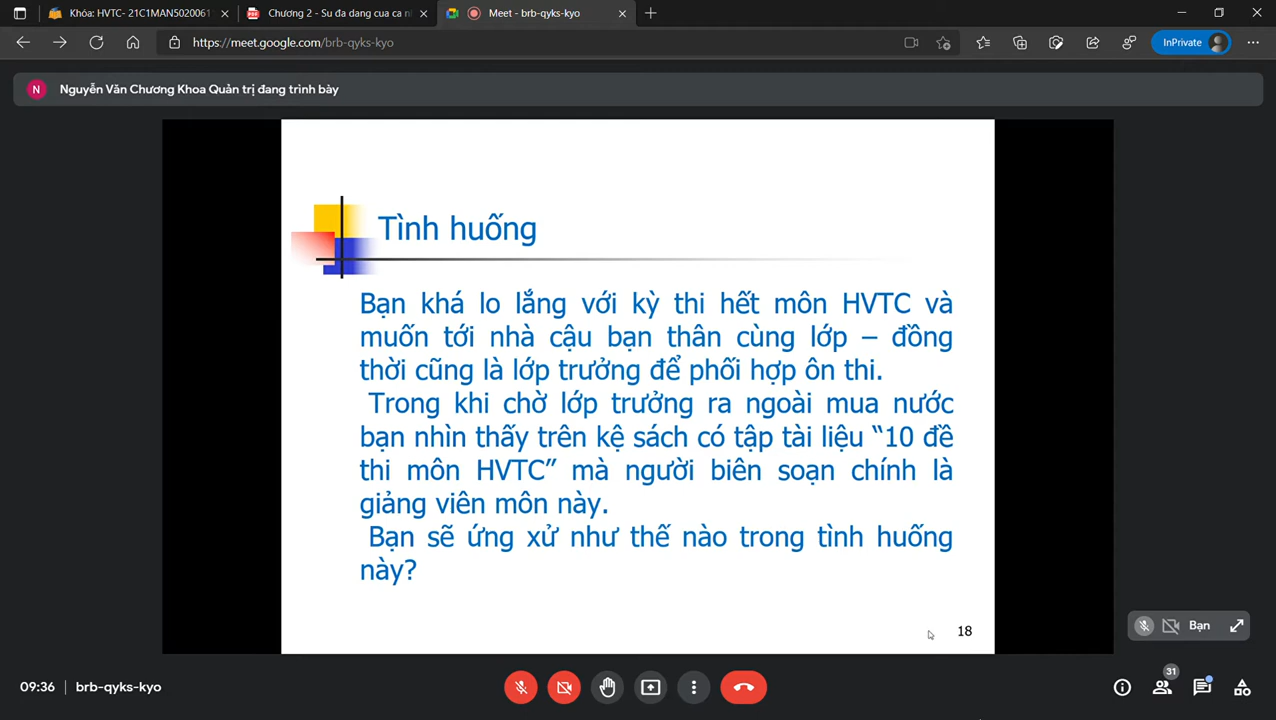 Khóa: HVTC- 21C1MAN5020061
Chương 2 - Su đa dang cua ca n
Meet - brb-qyks-kyo
https://meet.google.com/brb-qyks-kyo
InPrivate
N
Nguyễn Văn Chương Khoa Quản trị đang trình bày
Tình huống
Bạn khá lo lắng với kỳ thi hết môn HVTC và
muốn tới nhà cậu bạn thân cùng lớp – đồng
thời cũng là lớp trưởng để phối hợp ôn thi.
Trong khi chờ lớp trưởng ra ngoài mua nước
bạn nhìn thấy trên kệ sách có tập tài liệu “10 đề
thi môn HVTC” mà người biên soạn chính là
giảng viên môn này.
Bạn sẽ ứng xử như thế nào trong tình huống
này?
18
Bạn
09:36
brb-qyks-kyo
31